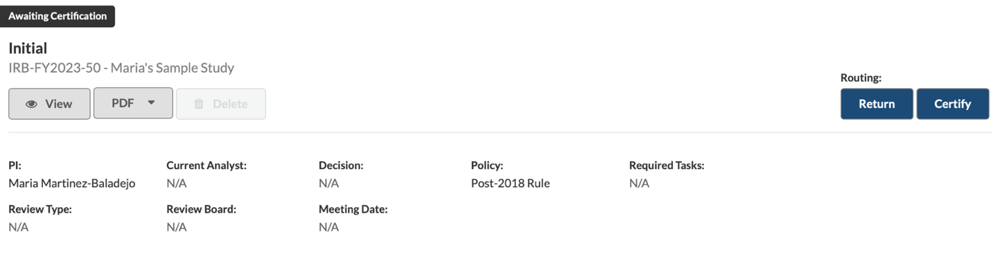 Awaiting Certification
Initial
IRB-FY2023-50 - Maria's Sample Study
Routing:
View PDF Delete Return Certify
PI: Current Analyst: Decision: Policy: Required Tasks:
Maria Martinez-Baladejo N/A N/A Post-2018 Rule N/A
Review Type: Review Board: Meeting Date:
N/A N/A N/A